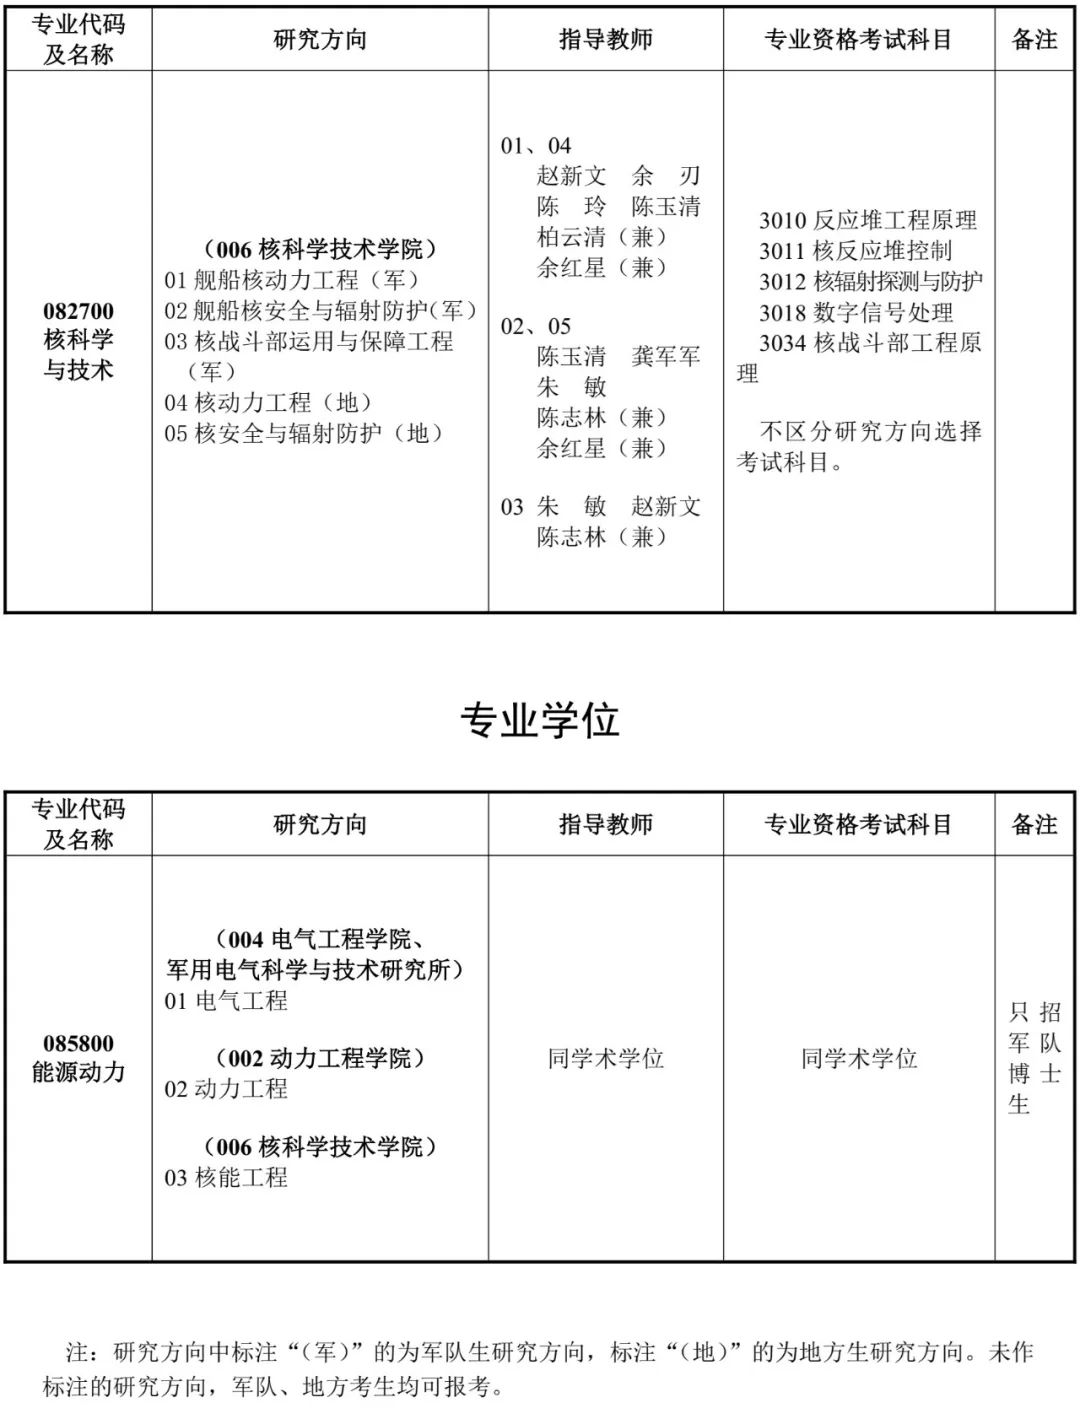 专业代码
及名称
研究方向
指导教师
专业资格考试科目
备注
082700
核科学
与技术
（006 核科学技术学院）
01 舰船核动力工程（军）
02 舰船核安全与辐射防护（军）
03 核战斗部运用与保障工程
（军）
04 核动力工程（地）
05 核安全与辐射防护（地）
01、04
赵新文 余 刃
陈 玲 陈玉清
柏云清（兼）
余红星（兼）
02、05
陈玉清 龚军军
朱 敏
陈志林（兼）
余红星（兼）
03 朱 敏 赵新文
陈志林（兼）
3010 反应堆工程原理
3011 核反应堆控制
3012 核辐射探测与防护
3018 数字信号处理
3034 核战斗部工程原
理
不区分研究方向选择
考试科目。
专业学位
专业代码
及名称
研究方向
指导教师
专业资格考试科目
备注
085800
能源动力
（004 电气工程学院、
军用电气科学与技术研究所）
01 电气工程
（002 动力工程学院）
02 动力工程
（006 核科学技术学院）
03 核能工程
同学术学位
同学术学位
只 招
军 队
博 士
生
注：研究方向中标注“（军）”的为军队生研究方向，标注“（地）”的为地方生研究方向。未作
标注的研究方向，军队、地方考生均可报考。